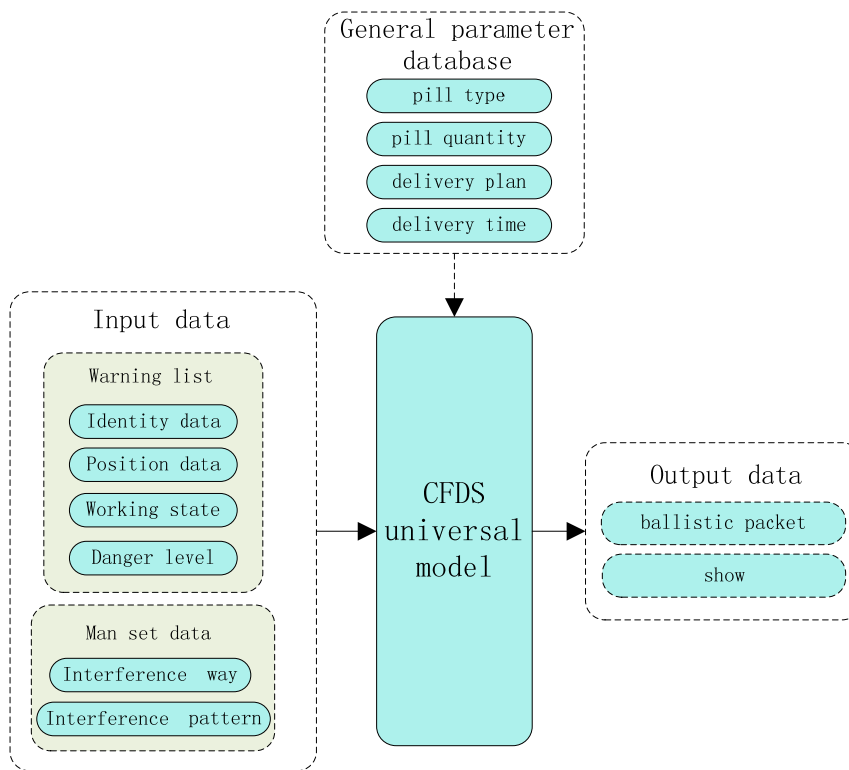 General parameter
database
pill type
pill quantity
delivery plan
delivery time
Input data
Warning list
Identity data
Position data
Working state
Danger level
Man set data
Interference way
Interference pattern
CFDS
universal
model
Output data
ballistic packet
show